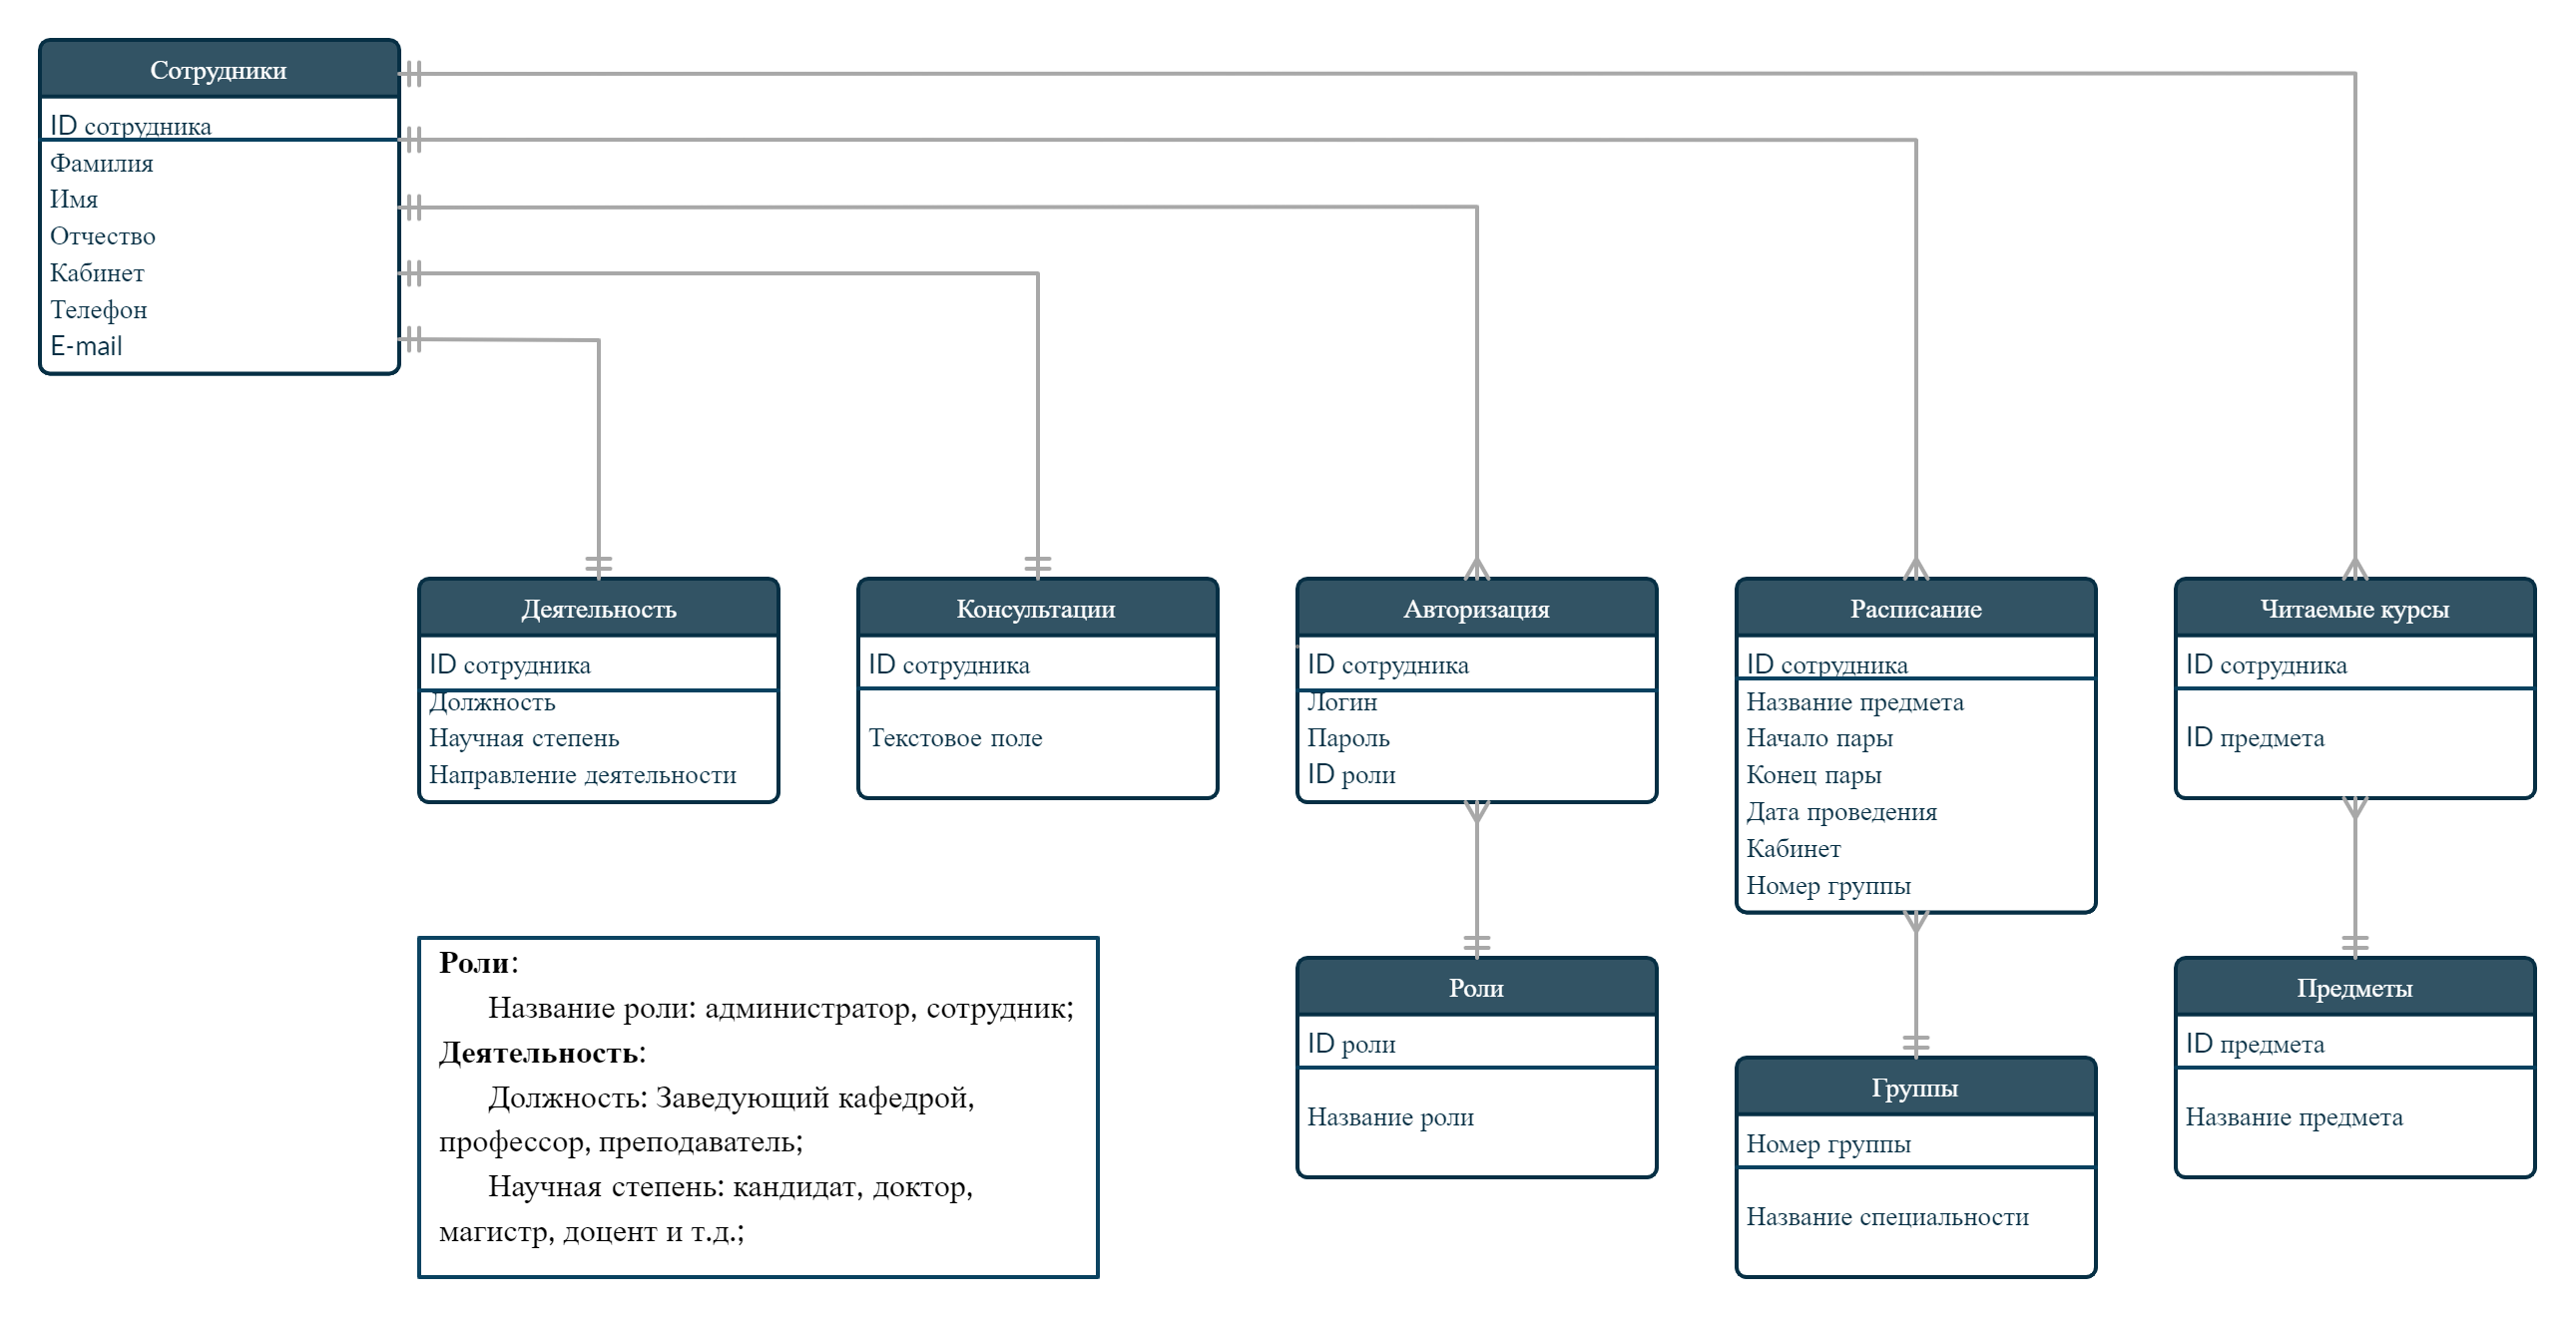 Сотрудники
ID сотрудника
Фамилия
Имя
Отчество
Кабинет
Телефон
E-mail
Деятельность
ID сотрудника
Должность
Научная степень
Направление деятельности
Консультации
ID сотрудника
Текстовое поле
Авторизация
ID сотрудника
Логин
Пароль
ID роли
Расписание
ID сотрудника
Название предмета
Начало пары
Конец пары
Дата проведения
Кабинет
Номер группы
Читаемые курсы
ID сотрудника
ID предмета
Роли:
Название роли: администратор, сотрудник;
Деятельность:
Должность: Заведующий кафедрой,
профессор, преподаватель;
Научная степень: кандидат, доктор,
магистр, доцент и т.д.;
Роли
ID роли
Название роли
Группы
Номер группы
Название специальности
Предметы
ID предмета
Название предмета